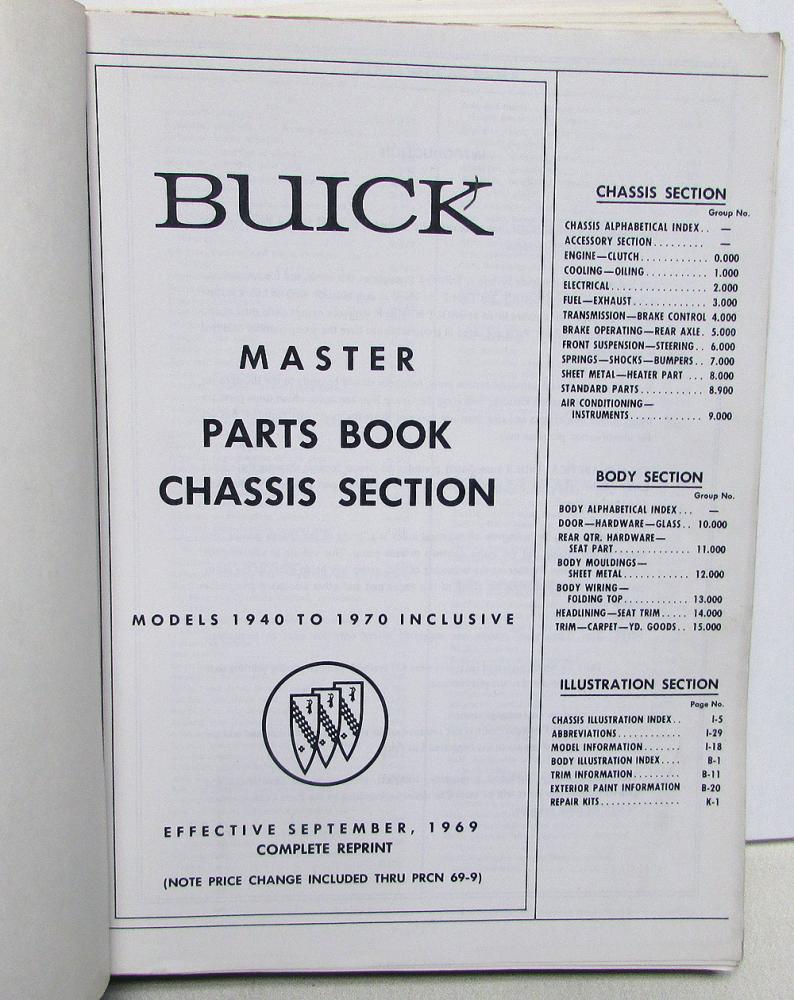 BUICK
MASTER
PARTS BOOK
CHASSIS SECTION
MODELS 1940 TO 1970 INCLUSIVE
EFFECTIVE SEPTEMBER, 1969
COMPLETE REPRINT
(NOTE PRICE CHANGE INCLUDED THRU PRCN 69-9)
CHASSIS SECTION
Group No.
CHASSIS ALPHABETICAL INDEX.. —
ACCESSORY SECTION......... —
ENGINE—CLUTCH............ 0.000
COOLING—OILING........... 1.000
ELECTRICAL................. 2.000
FUEL—EXHAUST............. 3.000
TRANSMISSION—BRAKE CONTROL 4.000
BRAKE OPERATING—REAR AXLE. 5.000
FRONT SUSPENSION—STEERING.. 6.000
SPRINGS—SHOCKS—BUMPERS.. 7.000
SHEET METAL—HEATER PART ... 8.000
STANDARD PARTS........... 8.900
AIR CONDITIONING—
INSTRUMENTS............. 9.000
BODY SECTION
Group No.
BODY ALPHABETICAL INDEX... —
DOOR—HARDWARE—GLASS.. 10.000
REAR QTR. HARDWARE—
SEAT PART.............. 11.000
BODY MOULDINGS—
SHEET METAL............ 12.000
BODY WIRING—
FOLDING TOP............ 13.000
HEADLINING—SEAT TRIM..... 14.000
TRIM—CARPET—YD. GOODS.. 15.000
ILLUSTRATION SECTION
Page No.
CHASSIS ILLUSTRATION INDEX.. I-5
ABBREVIATIONS............ I-29
MODEL INFORMATION....... I-18
BODY ILLUSTRATION INDEX.... B-1
TRIM INFORMATION......... B-11
EXTERIOR PAINT INFORMATION B-20
REPAIR KITS............... K-1